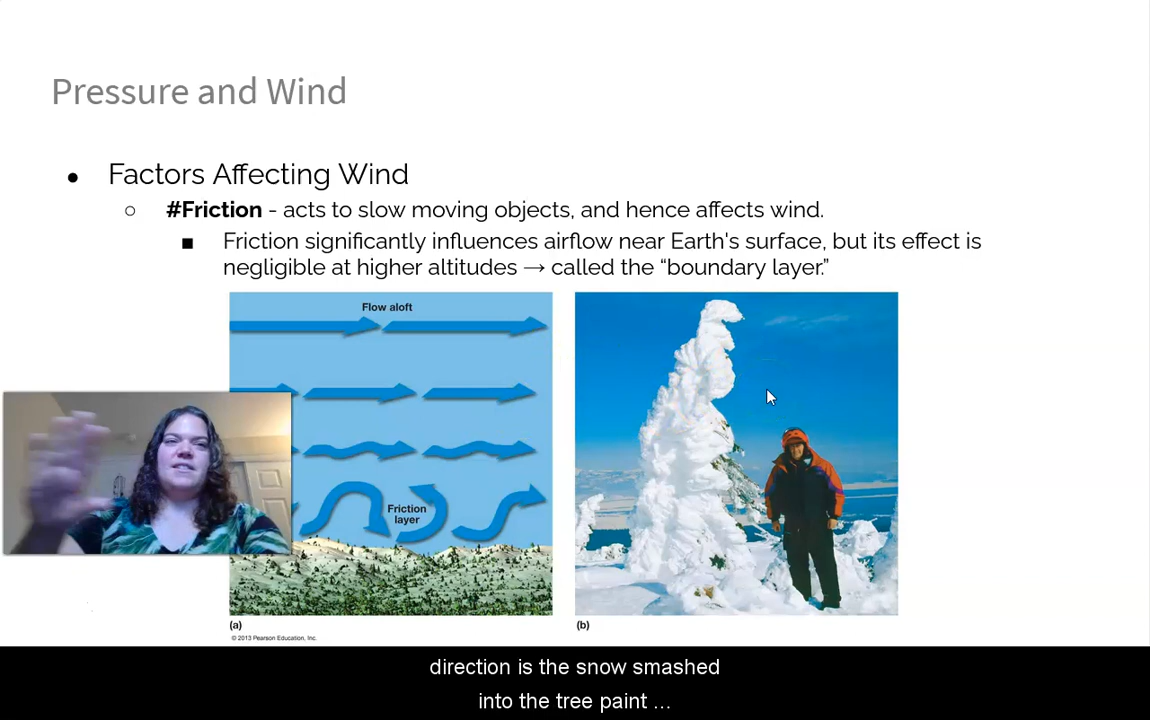 Pressure and Wind
● Factors Affecting Wind
○ #Friction - acts to slow moving objects, and hence affects wind.
■ Friction significantly influences airflow near Earth's surface, but its effect is
negligible at higher altitudes → called the “boundary layer.”
Flow aloft
Friction
layer
(a)
(b)
© 2013 Pearson Education, Inc.
direction is the snow smashed
into the tree paint ...